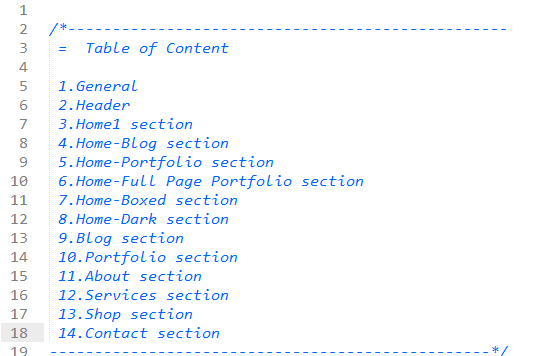 1
2 /*-------------------------------------------------
3 = Table of Content
4
5 1.General
6 2.Header
7 3.Home1 section
8 4.Home-Blog section
9 5.Home-Portfolio section
10 6.Home-Full Page Portfolio section
11 7.Home-Boxed section
12 8.Home-Dark section
13 9.Blog section
14 10.Portfolio section
15 11.About section
16 12.Services section
17 13.Shop section
18 14.Contact section
19 -------------------------------------------------*/